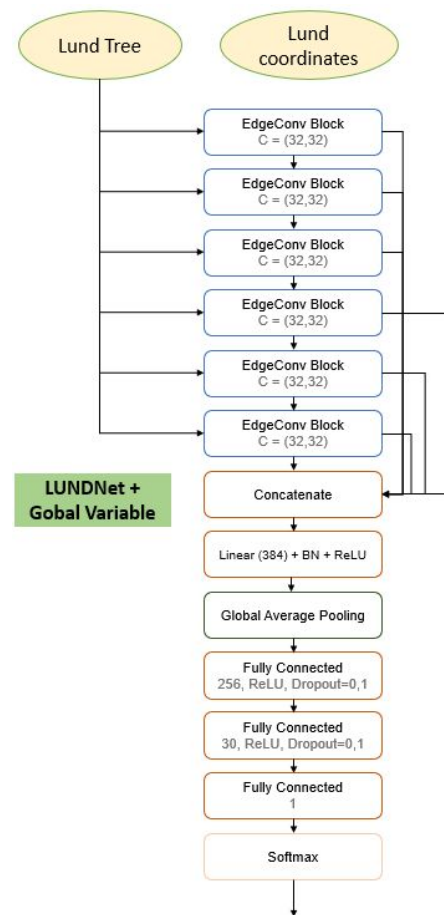 Lund Tree
Lund
coordinates
EdgeConv Block
C = (32,32)
EdgeConv Block
C = (32,32)
EdgeConv Block
C = (32,32)
EdgeConv Block
C = (32,32)
EdgeConv Block
C = (32,32)
EdgeConv Block
C = (32,32)
LUNDNet +
Gobal Variable
Concatenate
Linear (384) + BN + ReLU
Global Average Pooling
Fully Connected
256, ReLU, Dropout=0,1
Fully Connected
30, ReLU, Dropout=0,1
Fully Connected
1
Softmax